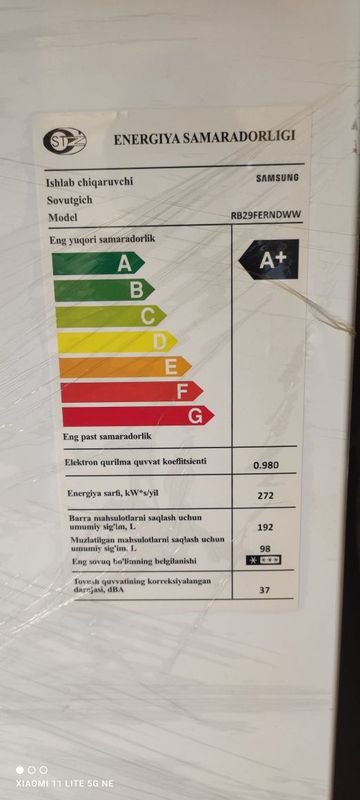 STZ
ENERGIYA SAMARADORLIGI
Ishlab chiqaruvchi SAMSUNG
Sovutgich
Model RB29FERNDWW
Eng yuqori samaradorlik
A A+
B
C
D
E
F
G
Eng past samaradorlik
Elektron qurilma quvvat koeffitsienti 0.980
Energiya sarfi, kW*s/yil 272
Barra mahsulotlarni saqlash uchun
umumiy sig'im, L 192
Muzlatilgan mahsulotlarni saqlash uchun
umumiy sig'im. L 98
Eng sovuq bo'limning belgilanishi * ***
Tovush quvvatining korreksiyalangan
darajasi, dBA 37
XIAOMI 11 LITE 5G NE